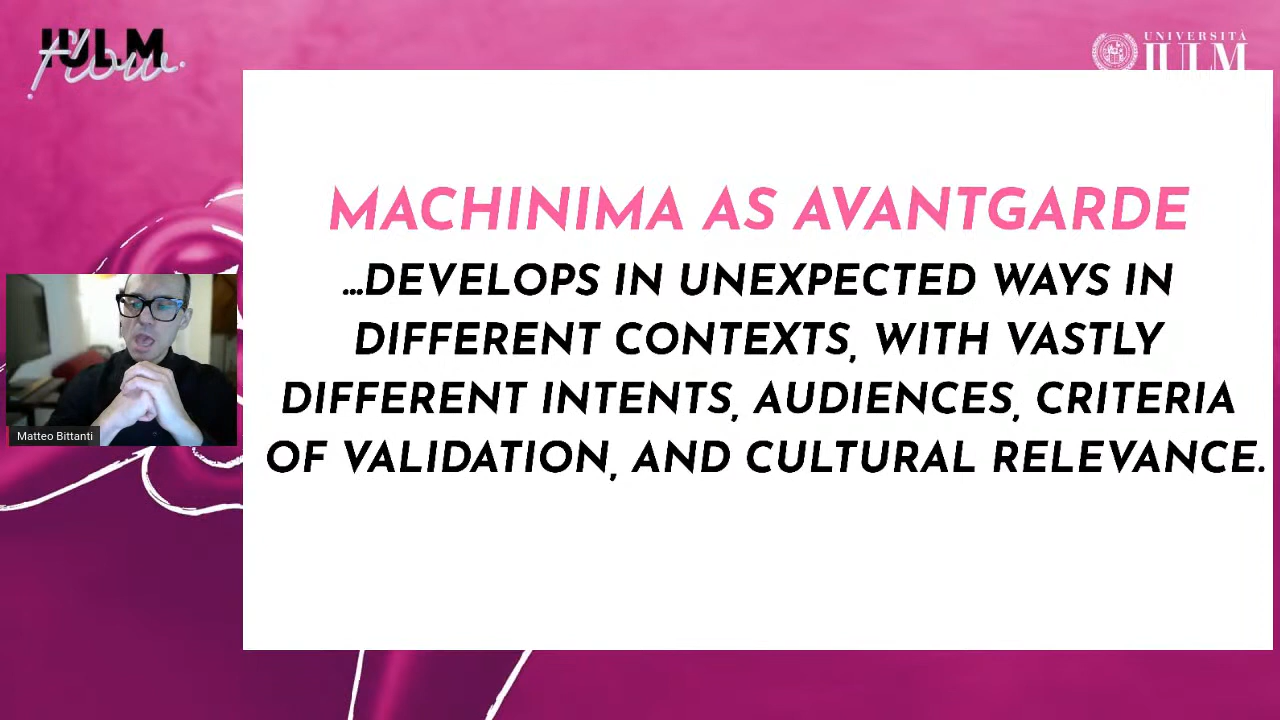 IULM
flow.
UNIVERSITÀ
IULM
MACHINIMA AS AVANTGARDE
...DEVELOPS IN UNEXPECTED WAYS IN
DIFFERENT CONTEXTS, WITH VASTLY
DIFFERENT INTENTS, AUDIENCES, CRITERIA
OF VALIDATION, AND CULTURAL RELEVANCE.
Matteo Bittanti